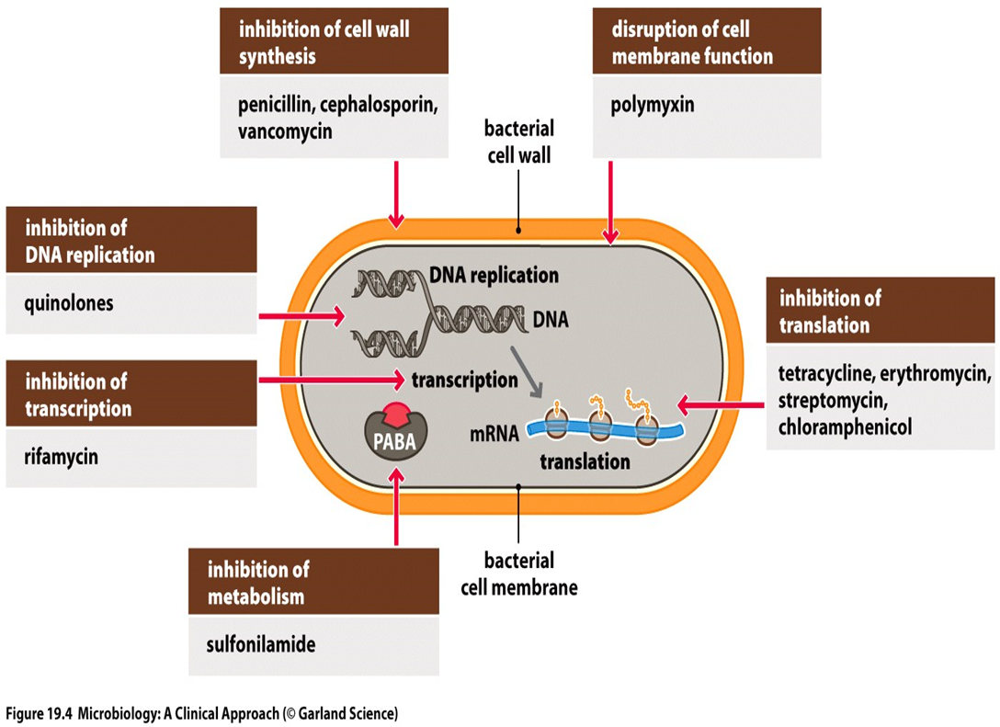 inhibition of cell wall
synthesis
penicillin, cephalosporin,
vancomycin
disruption of cell
membrane function
polymyxin
bacterial
cell wall
inhibition of
DNA replication
quinolones
DNA replication
DNA
inhibition of
translation
tetracycline, erythromycin,
streptomycin,
chloramphenicol
inhibition of
transcription
rifamycin
transcription
PABA
mRNA
translation
inhibition of
metabolism
sulfonilamide
bacterial
cell membrane
Figure 19.4 Microbiology: A Clinical Approach (© Garland Science)